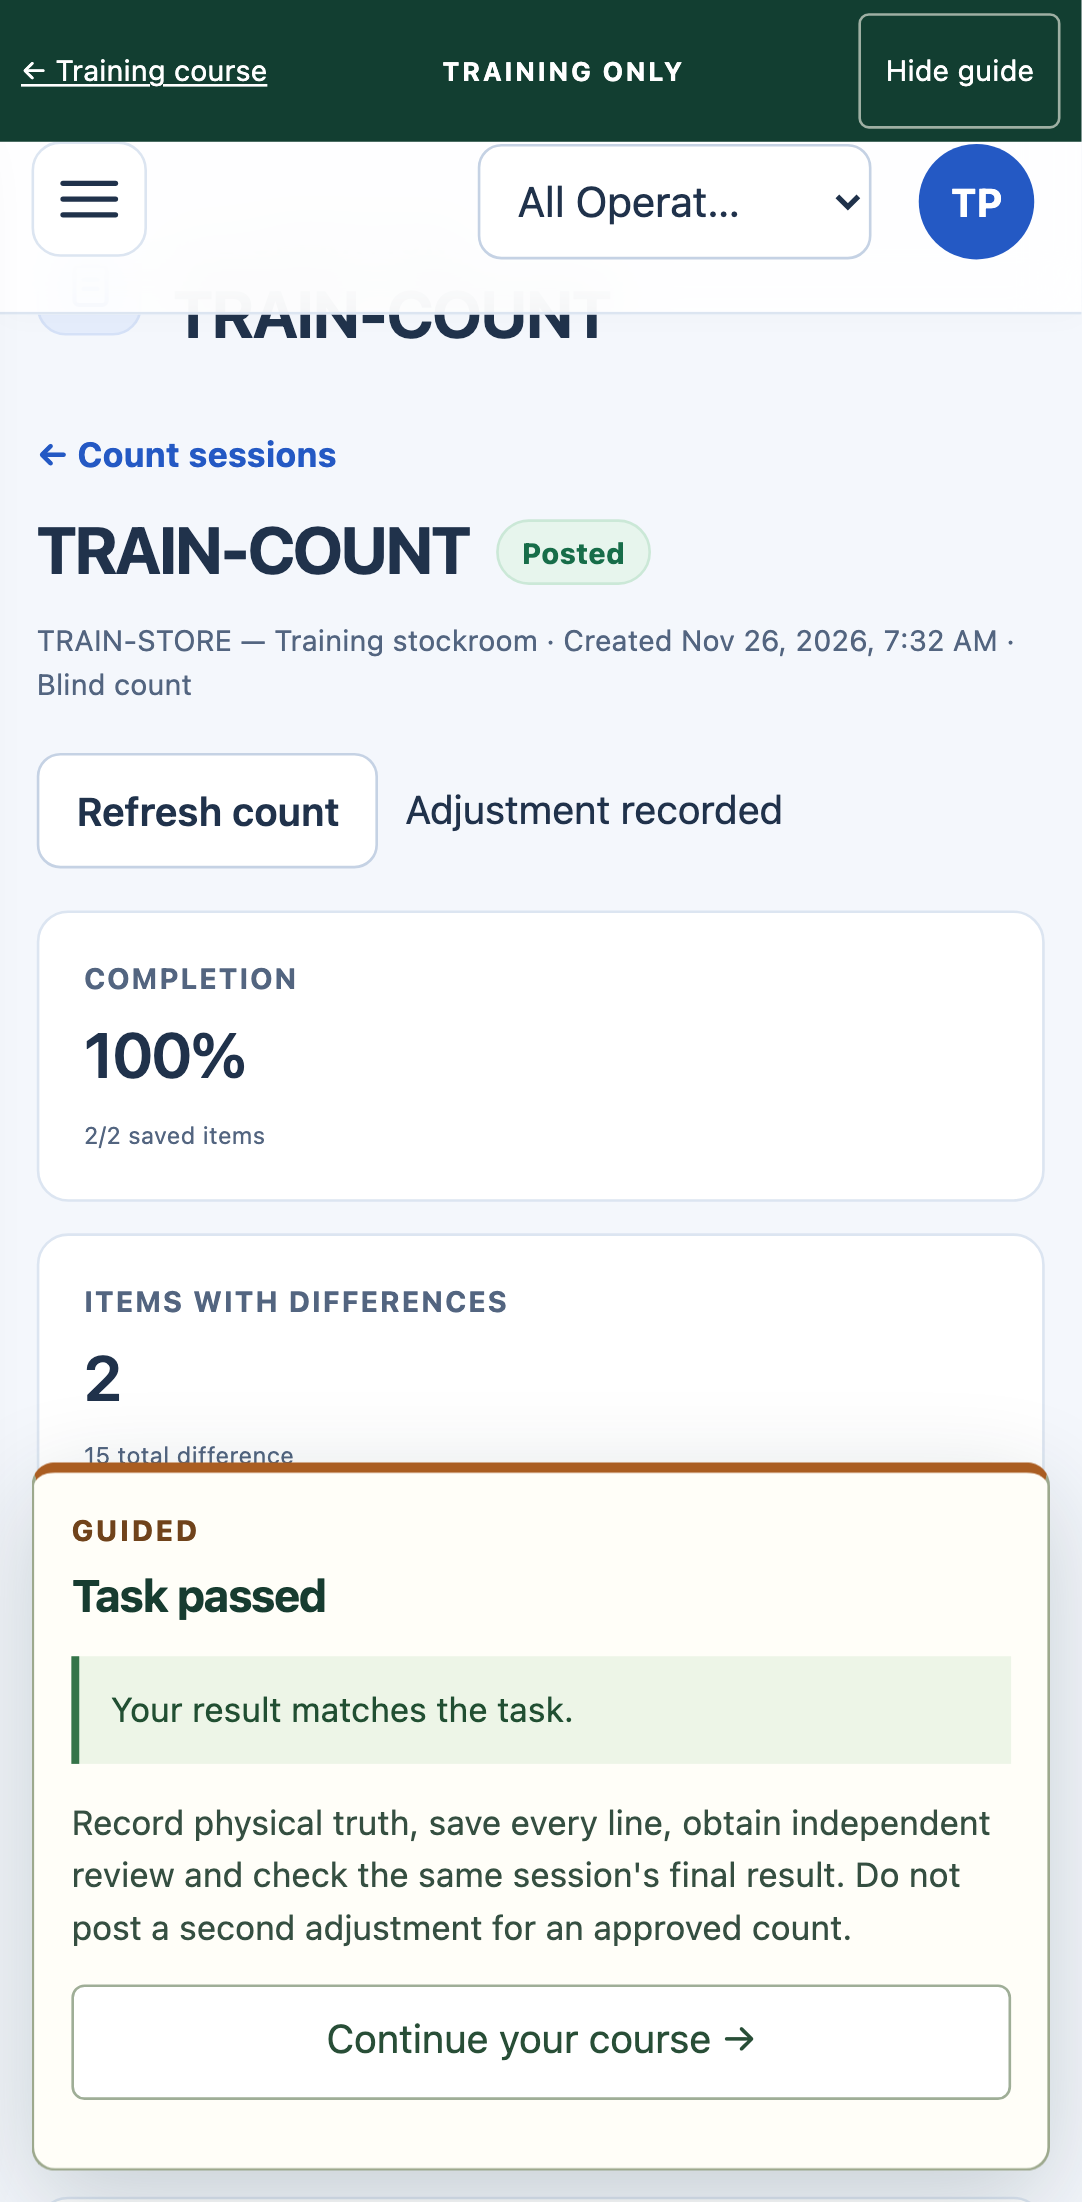 ← Training course
TRAINING ONLY
Hide guide
All Operat...
TP
TRAIN-COUNT
← Count sessions
TRAIN-COUNT
Posted
TRAIN-STORE — Training stockroom · Created Nov 26, 2026, 7:32 AM ·
Blind count
Refresh count
Adjustment recorded
COMPLETION
100%
2/2 saved items
ITEMS WITH DIFFERENCES
2
15 total difference
GUIDED
Task passed
Your result matches the task.
Record physical truth, save every line, obtain independent
review and check the same session's final result. Do not
post a second adjustment for an approved count.
Continue your course →